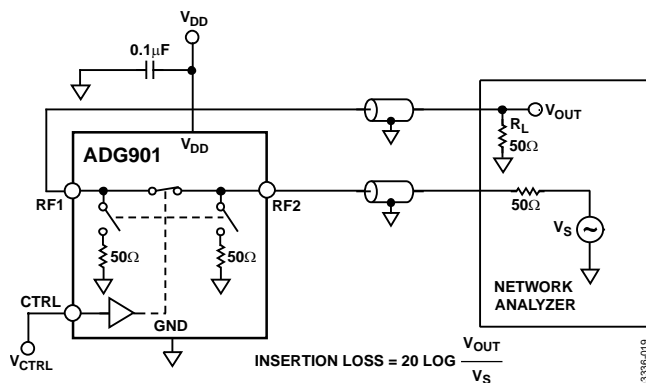 VDD
0.1µF
VDD
ADG901
RF1
RF2
50Ω
50Ω
CTRL
VCTRL
GND
VOUT
RL
50Ω
50Ω
VS
~
NETWORK
ANALYZER
INSERTION LOSS = 20 LOG VOUT
VS
3336-019